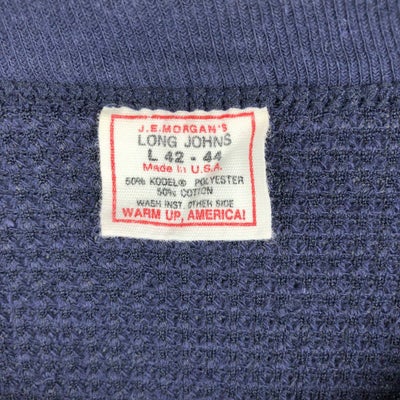 J.E.MORGAN'S
LONG JOHNS
L 42 - 44
Made in U.S.A.
50% KODEL® POLYESTER
50% COTTON
WASH INST. OTHER SIDE
WARM UP, AMERICA!